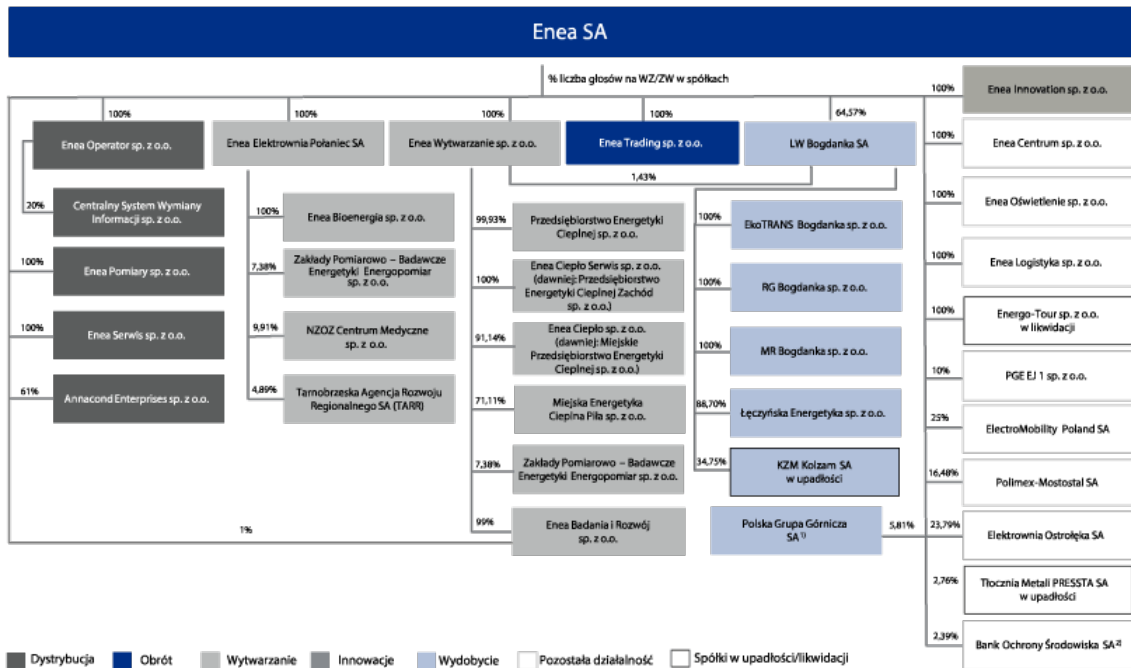 Enea SA
% liczba głosów na WZ/ZW w spółkach
100%
Enea Operator sp. z o.o.
20%
Centralny System Wymiany
Informacji sp. z o.o.
100%
Enea Pomiary sp. z o.o.
100%
Enea Serwis sp. z o.o.
61%
Annacond Enterprises sp. z o.o.
100%
Enea Elektrownia Połaniec SA
100%
Enea Bioenergia sp. z o.o.
7,38%
Zakłady Pomiarowo – Badawcze
Energetyki Energopomiar
sp. z o.o.
9,91%
NZOZ Centrum Medyczne
sp. z o.o.
4,89%
Tarnobrzeska Agencja Rozwoju
Regionalnego SA (TARR)
100%
Enea Wytwarzanie sp. z o.o.
99,93%
Przedsiębiorstwo Energetyki
Cieplnej sp. z o.o.
100%
Enea Ciepło Serwis sp. z o.o.
(dawniej: Przedsiębiorstwo
Energetyki Cieplnej Zachód
sp. z o.o.)
91,14%
Enea Ciepło sp. z o.o.
(dawniej: Miejskie
Przedsiębiorstwo Energetyki
Cieplnej sp. z o.o.)
71,11%
Miejska Energetyka
Cieplna Piła sp. z o.o.
7,38%
Zakłady Pomiarowo – Badawcze
Energetyki Energopomiar sp. z o.o.
99%
Enea Badania i Rozwój
sp. z o.o.
1%
100%
Enea Trading sp. z o.o.
64,57%
LW Bogdanka SA
1,43%
100%
EkoTRANS Bogdanka sp. z o.o.
100%
RG Bogdanka sp. z o.o.
100%
MR Bogdanka sp. z o.o.
88,70%
Łęczyńska Energetyka sp. z o.o.
34,75%
KZM Kolzam SA
w upadłości
Polska Grupa Górnicza
SA¹⁾
5,81%
100%
Enea Innovation sp. z o.o.
100%
Enea Centrum sp. z o.o.
100%
Enea Oświetlenie sp. z o.o.
100%
Enea Logistyka sp. z o.o.
100%
Energo-Tour sp. z o.o.
w likwidacji
10%
PGE EJ 1 sp. z o.o.
25%
ElectroMobility Poland SA
16,48%
Polimex-Mostostal SA
23,79%
Elektrownia Ostrołęka SA
2,76%
Tłocznia Metali PRESSTA SA
w upadłości
2,39%
Bank Ochrony Środowiska SA²⁾
Dystrybucja
Obrót
Wytwarzanie
Innowacje
Wydobycie
Pozostała działalność
Spółki w upadłości/likwidacji